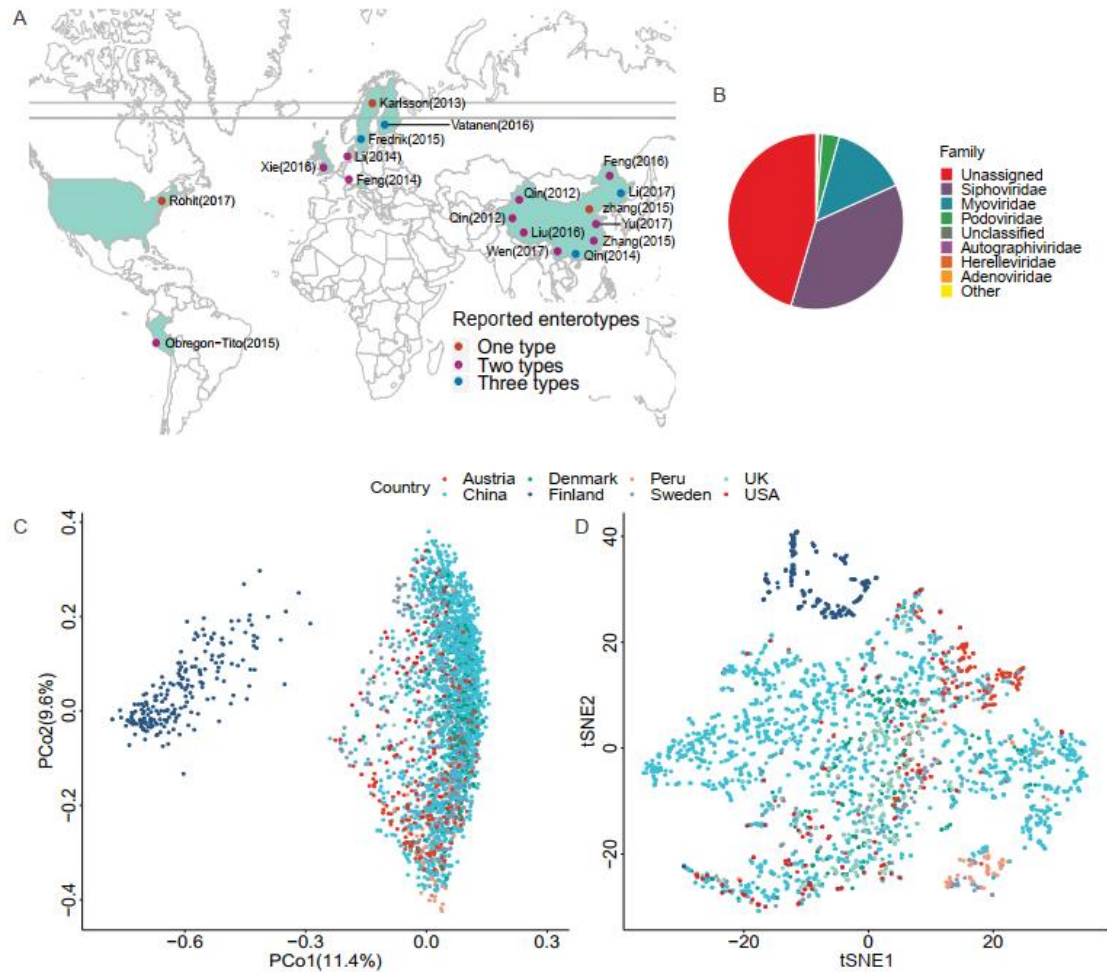 A
Karlsson(2013)
Vatanen(2016)
Fredrik(2015)
Li(2014)
Xie(2016)
Feng(2014)
Rohit(2017)
Feng(2016)
Qin(2012)
Li(2017)
zhang(2015)
Qin(2012)
Yu(2017)
Liu(2016)
Zhang(2015)
Wen(2017)
Qin(2014)
Obregon-Tito(2015)
Reported enterotypes
One type
Two types
Three types
B
Family
Unassigned
Siphoviridae
Myoviridae
Podoviridae
Unclassified
Autographiviridae
Herelleviridae
Adenoviridae
Other
Country
Austria Denmark Peru UK
China Finland Sweden USA
C
PCo2(9.6%)
0.4
0.2
0.0
-0.2
-0.4
-0.6 -0.3 0.0 0.3
PCo1(11.4%)
D
tSNE2
40
20
0
-20
-20 0 20
tSNE1